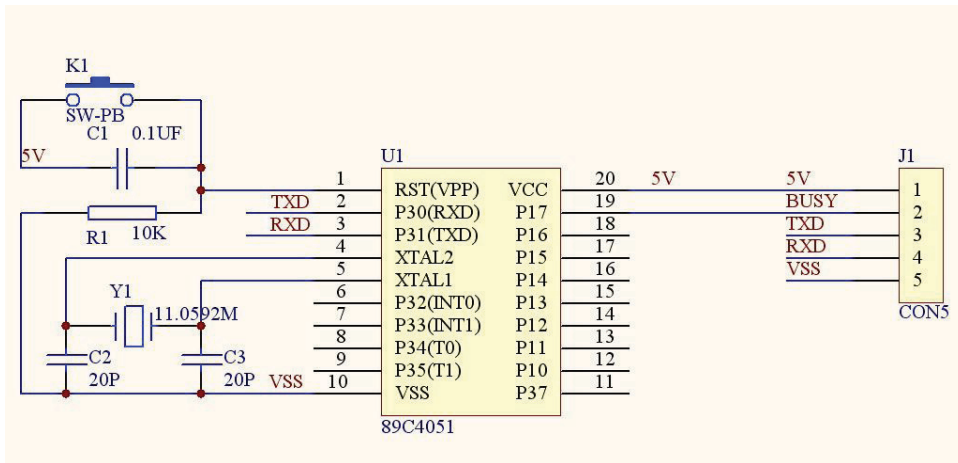 K1
SW-PB
C1 0.1UF
5V
R1 10K
Y1
11.0592M
C2
20P
C3
20P
U1
1 RST(VPP) VCC 20 5V
TXD 2 P30(RXD) P17 19
RXD 3 P31(TXD) P16 18
4 XTAL2 P15 17
5 XTAL1 P14 16
6 P32(INT0) P13 15
7 P33(INT1) P12 14
8 P34(T0) P11 13
9 P35(T1) P10 12
VSS 10 VSS P37 11
89C4051
J1
5V 1
BUSY 2
TXD 3
RXD 4
VSS 5
CON5